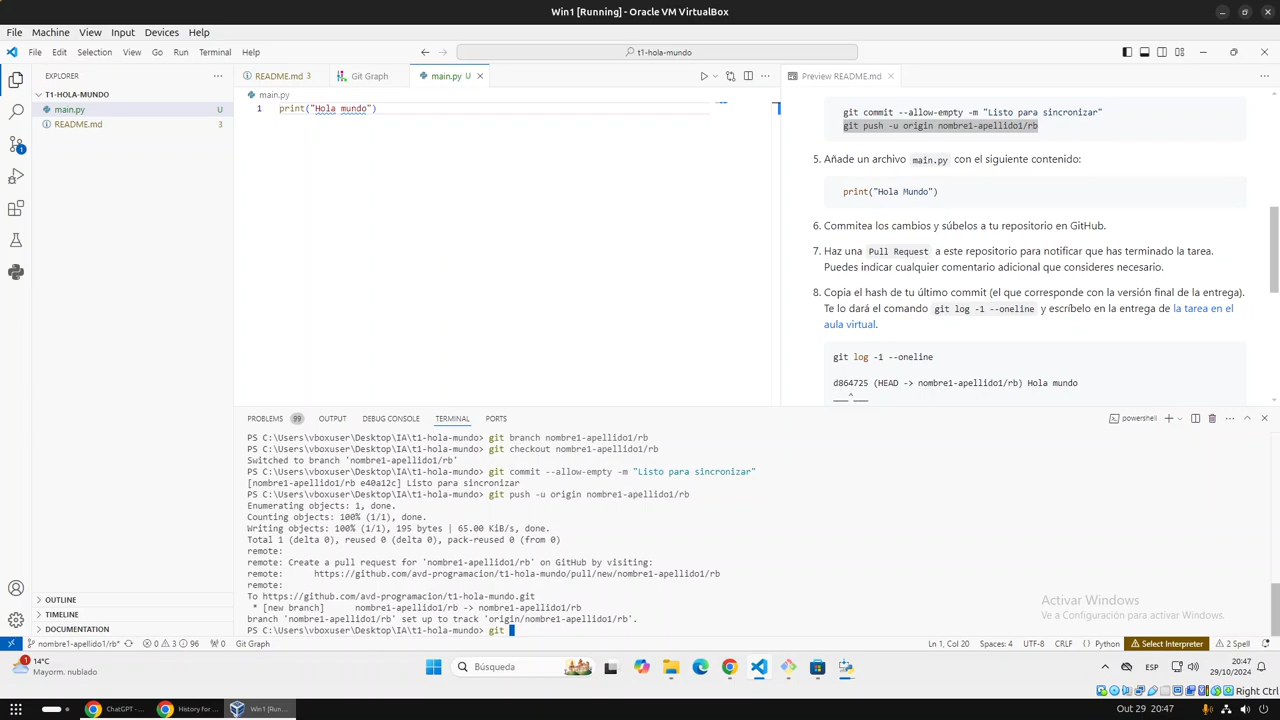 Win1 [Running] - Oracle VM VirtualBox
File Machine View Input Devices Help
File Edit Selection View Go Run Terminal Help
t1-hola-mundo
EXPLORER
T1-HOLA-MUNDO
main.py U
README.md 3
OUTLINE
TIMELINE
DOCUMENTATION
README.md 3
Git Graph
main.py U
main.py
1 print("Hola mundo")
Preview README.md
git commit --allow-empty -m "Listo para sincronizar"
git push -u origin nombre1-apellido1/rb
5. Añade un archivo main.py con el siguiente contenido:
print("Hola Mundo")
6. Commitea los cambios y súbelos a tu repositorio en GitHub.
7. Haz una Pull Request a este repositorio para notificar que has terminado la tarea.
Puedes indicar cualquier comentario adicional que consideres necesario.
8. Copia el hash de tu último commit (el que corresponde con la versión final de la entrega).
Te lo dará el comando git log -1 --oneline y escríbelo en la entrega de la tarea en el
aula virtual.
git log -1 --oneline
d864725 (HEAD -> nombre1-apellido1/rb) Hola mundo
___^___
PROBLEMS 99 OUTPUT DEBUG CONSOLE TERMINAL PORTS
powershell
PS C:\Users\vboxuser\Desktop\IA\t1-hola-mundo> git branch nombre1-apellido1/rb
PS C:\Users\vboxuser\Desktop\IA\t1-hola-mundo> git checkout nombre1-apellido1/rb
Switched to branch 'nombre1-apellido1/rb'
PS C:\Users\vboxuser\Desktop\IA\t1-hola-mundo> git commit --allow-empty -m "Listo para sincronizar"
[nombre1-apellido1/rb e40a12c] Listo para sincronizar
PS C:\Users\vboxuser\Desktop\IA\t1-hola-mundo> git push -u origin nombre1-apellido1/rb
Enumerating objects: 1, done.
Counting objects: 100% (1/1), done.
Writing objects: 100% (1/1), 195 bytes | 65.00 KiB/s, done.
Total 1 (delta 0), reused 0 (delta 0), pack-reused 0 (from 0)
remote:
remote: Create a pull request for 'nombre1-apellido1/rb' on GitHub by visiting:
remote:      https://github.com/avd-programacion/t1-hola-mundo/pull/new/nombre1-apellido1/rb
remote:
To https://github.com/avd-programacion/t1-hola-mundo.git
 * [new branch]      nombre1-apellido1/rb -> nombre1-apellido1/rb
branch 'nombre1-apellido1/rb' set up to track 'origin/nombre1-apellido1/rb'.
PS C:\Users\vboxuser\Desktop\IA\t1-hola-mundo> git
Activar Windows
Ve a Configuración para activar Windows.
nombre1-apellido1/rb* 0 3 96 0 Git Graph
Ln 1, Col 20 Spaces: 4 UTF-8 CRLF Python Select Interpreter 2 Spell
1
14°C
Mayorm. nublado
Búsqueda
ESP
20:47
29/10/2024
Right Ctrl
ChatGPT - ...
History for ...
Win1 [Run...
Out 29 20:47